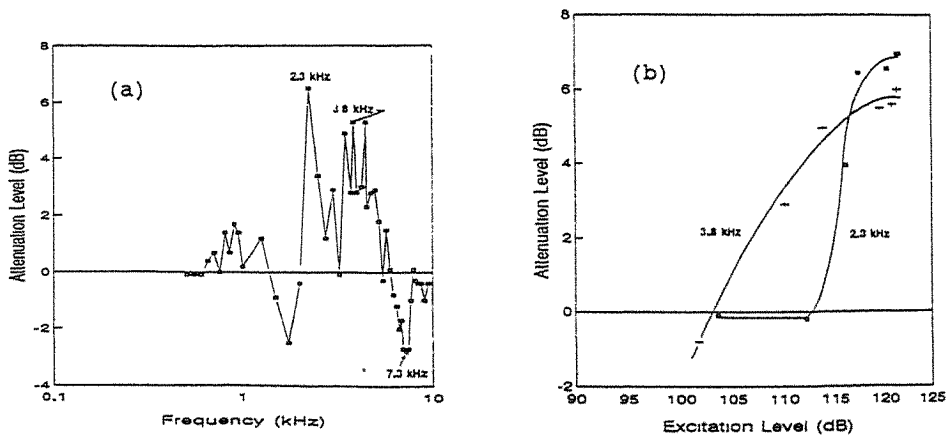 (a)
8
6
4
2
0
-2
-4
2.3 kHz
3.8 kHz
7.3 kHz
0.1
1
10
Attenuation Level (dB)
Frequency (kHz)
(b)
8
6
4
2
0
-2
3.8 kHz
2.3 kHz
90
95
100
105
110
115
120
125
Attenuation Level (dB)
Excitation Level (dB)